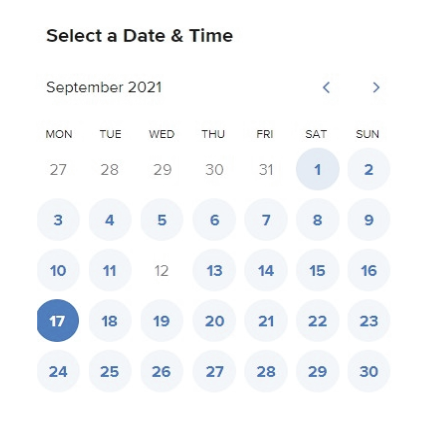 Select a Date & Time
September 2021
MON TUE WED THU FRI SAT SUN
27 28 29 30 31 1 2
3 4 5 6 7 8 9
10 11 12 13 14 15 16
17 18 19 20 21 22 23
24 25 26 27 28 29 30